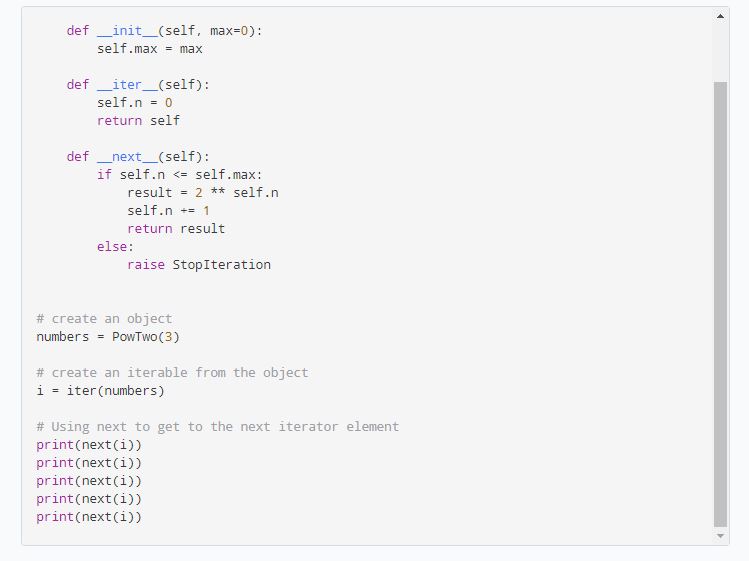 def __init__(self, max=0):
self.max = max
def __iter__(self):
self.n = 0
return self
def __next__(self):
if self.n <= self.max:
result = 2 ** self.n
self.n += 1
return result
else:
raise StopIteration
# create an object
numbers = PowTwo(3)
# create an iterable from the object
i = iter(numbers)
# Using next to get to the next iterator element
print(next(i))
print(next(i))
print(next(i))
print(next(i))
print(next(i))